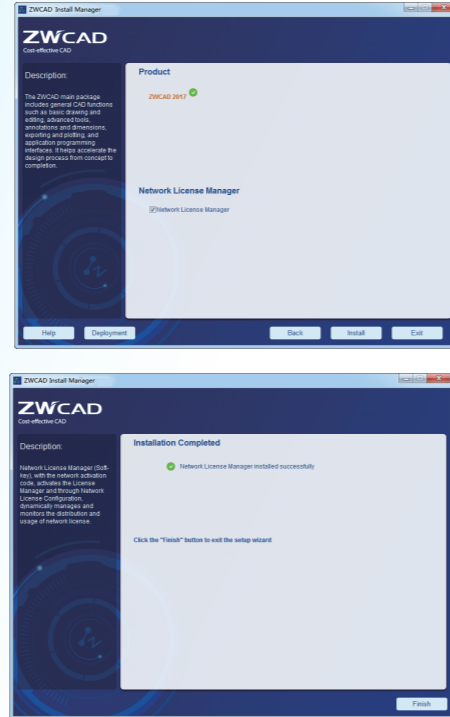 ZWCAD Install Manager
ZWCAD
Cost-effective CAD
Description:
The ZWCAD main package
includes general CAD functions
such as basic drawing and
editing, advanced tools,
annotations and dimensions,
exporting and plotting, and
application programming
interfaces. It helps accelerate the
design process from concept to
completion.
Product
ZWCAD 2017
Network License Manager
Network License Manager
Help
Deployment
Back
Install
Exit
ZWCAD Install Manager
ZWCAD
Cost-effective CAD
Description:
Network License Manager (Soft-
key), with the network activation
code, activates the License
Manager and through Network
License Configuration,
dynamically manages and
monitors the distribution and
usage of network license.
Installation Completed
Network License Manager installed successfully
Click the "Finish" button to exit the setup wizard
Finish